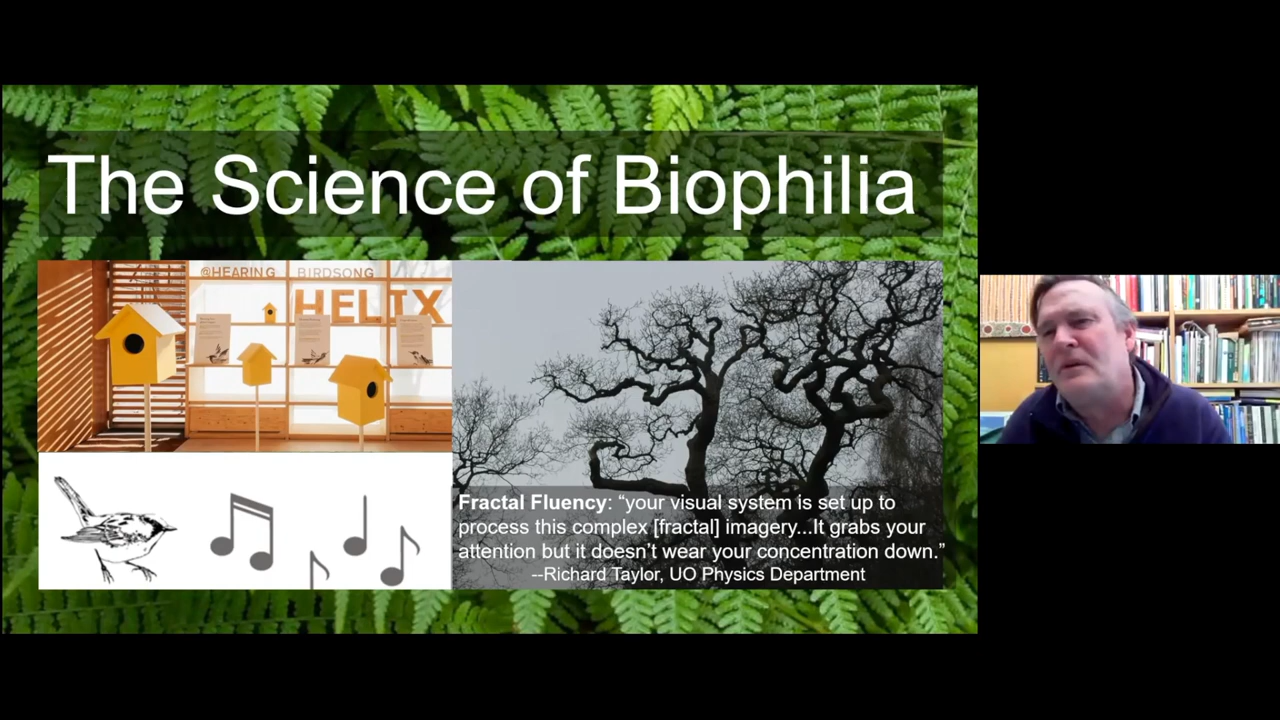 The Science of Biophilia
@HEARING BIRDSONG
HELIX
Fractal Fluency: “your visual system is set up to
process this complex [fractal] imagery...It grabs your
attention but it doesn’t wear your concentration down.”
--Richard Taylor, UO Physics Department